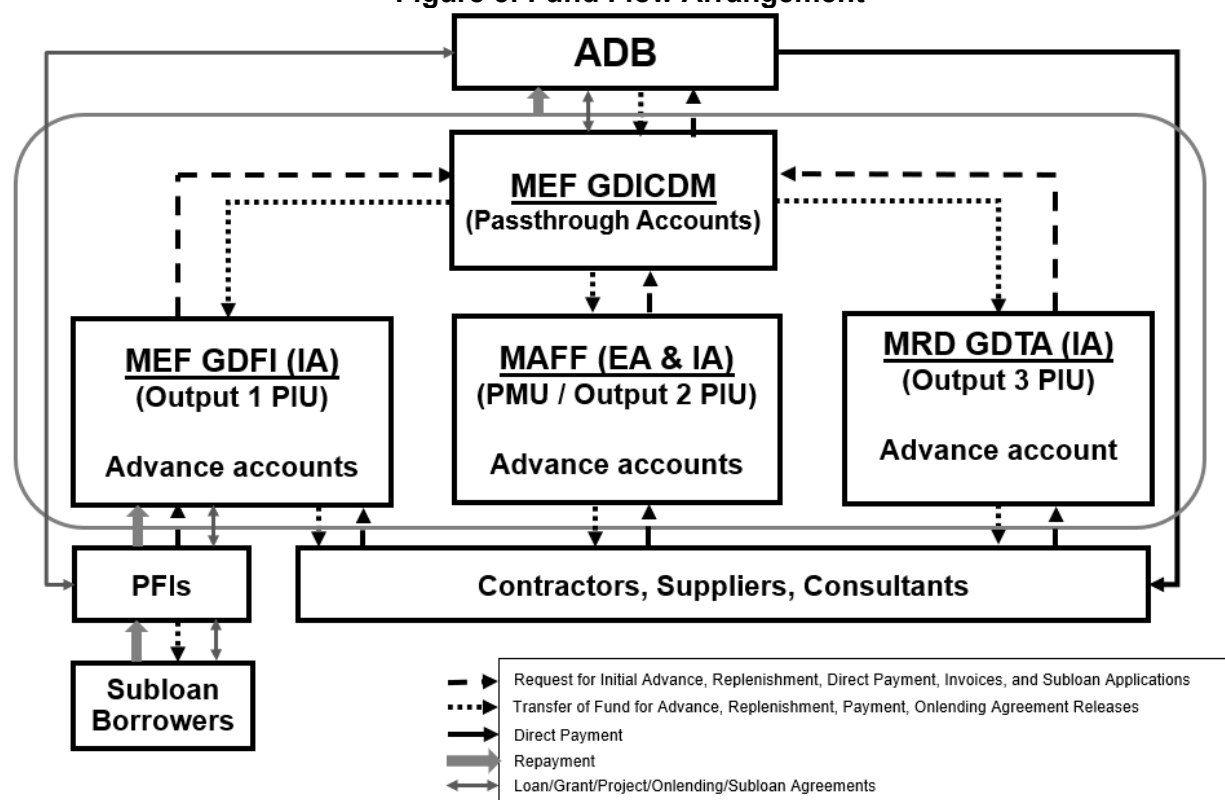 Figure 3. Fund Flow Arrangement
ADB
MEF GDICDM
(Passthrough Accounts)
MEF GDFI (IA)
(Output 1 PIU)
Advance accounts
MAFF (EA & IA)
(PMU / Output 2 PIU)
Advance accounts
MRD GDTA (IA)
(Output 3 PIU)
Advance account
PFIs
Contractors, Suppliers, Consultants
Subloan
Borrowers
Request for Initial Advance, Replenishment, Direct Payment, Invoices, and Subloan Applications
Transfer of Fund for Advance, Replenishment, Payment, Onlending Agreement Releases
Direct Payment
Repayment
Loan/Grant/Project/Onlending/Subloan Agreements